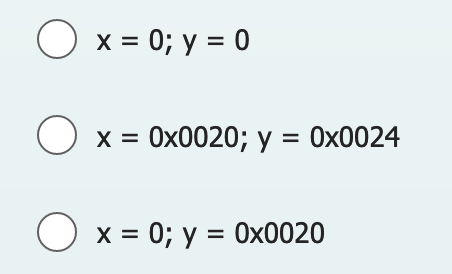 x = 0; y = 0
x = 0x0020; y = 0x0024
x = 0; y = 0x0020